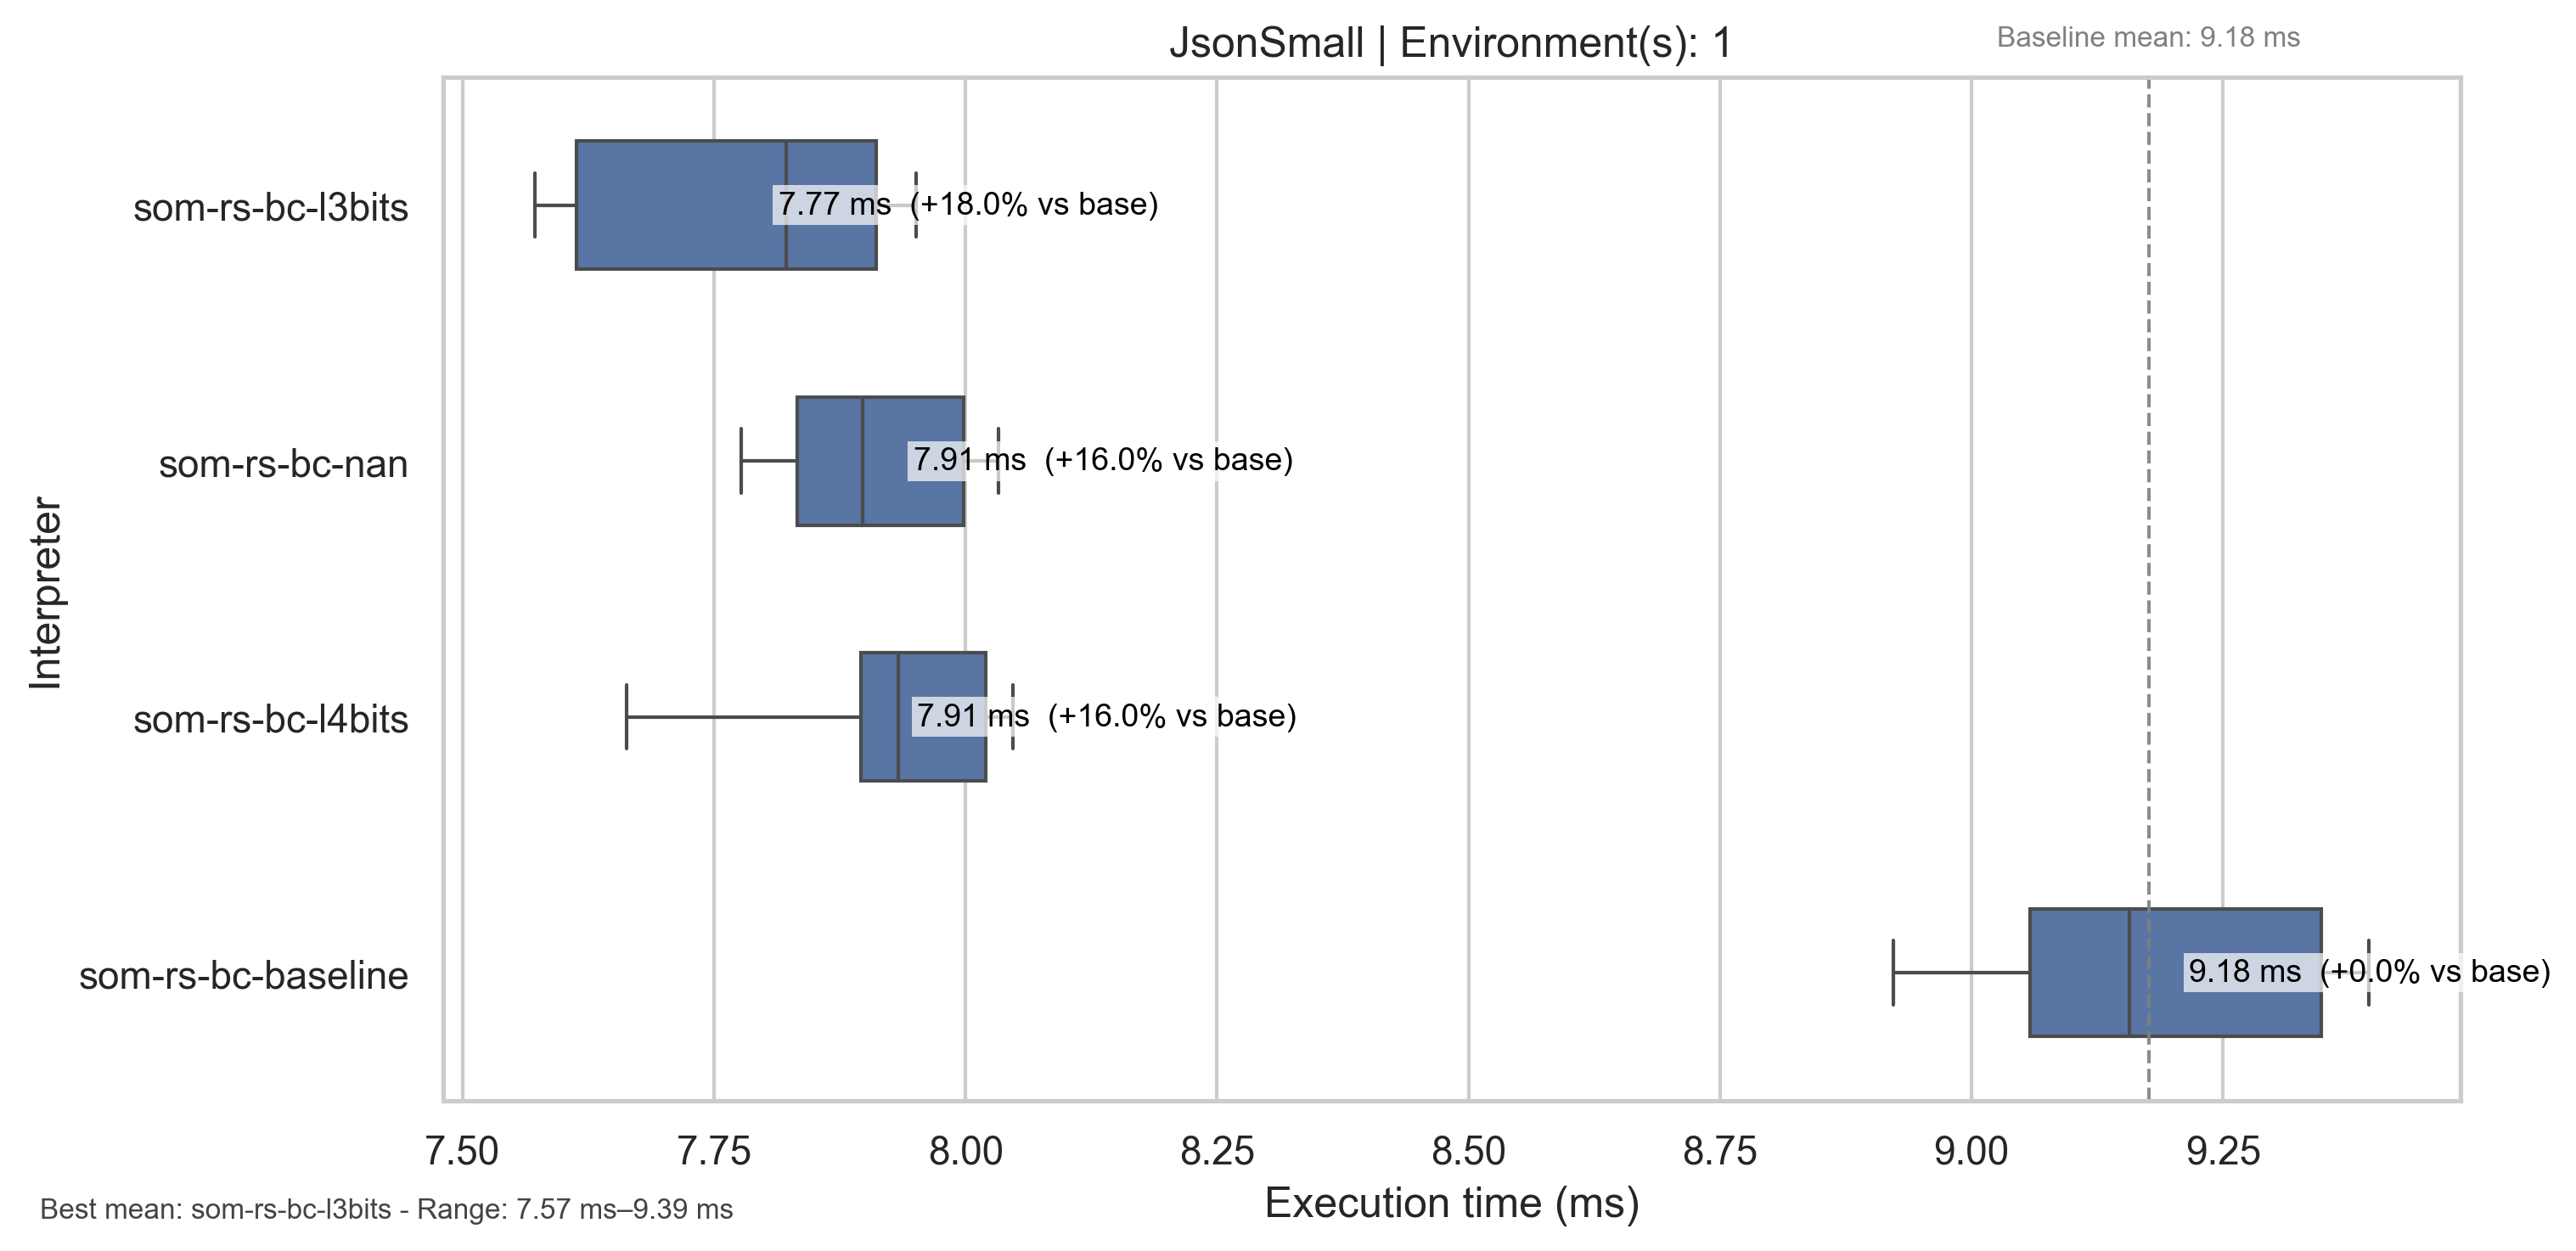 JsonSmall | Environment(s): 1
Baseline mean: 9.18 ms
Interpreter
som-rs-bc-l3bits
7.77 ms (+18.0% vs base)
som-rs-bc-nan
7.91 ms (+16.0% vs base)
som-rs-bc-l4bits
7.91 ms (+16.0% vs base)
som-rs-bc-baseline
9.18 ms (+0.0% vs base)
7.50 7.75 8.00 8.25 8.50 8.75 9.00 9.25
Execution time (ms)
Best mean: som-rs-bc-l3bits - Range: 7.57 ms–9.39 ms